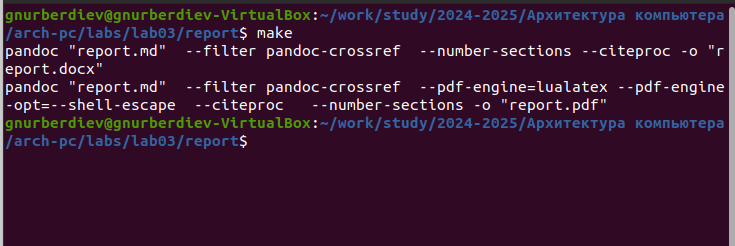 gnurberdiev@gnurberdiev-VirtualBox:~/work/study/2024-2025/Архитектура компьютера
/arch-pc/labs/lab03/report$ make
pandoc "report.md"  --filter pandoc-crossref  --number-sections --citeproc -o "r
eport.docx"
pandoc "report.md"  --filter pandoc-crossref  --pdf-engine=lualatex --pdf-engine
-opt=--shell-escape  --citeproc   --number-sections -o "report.pdf"
gnurberdiev@gnurberdiev-VirtualBox:~/work/study/2024-2025/Архитектура компьютера
/arch-pc/labs/lab03/report$